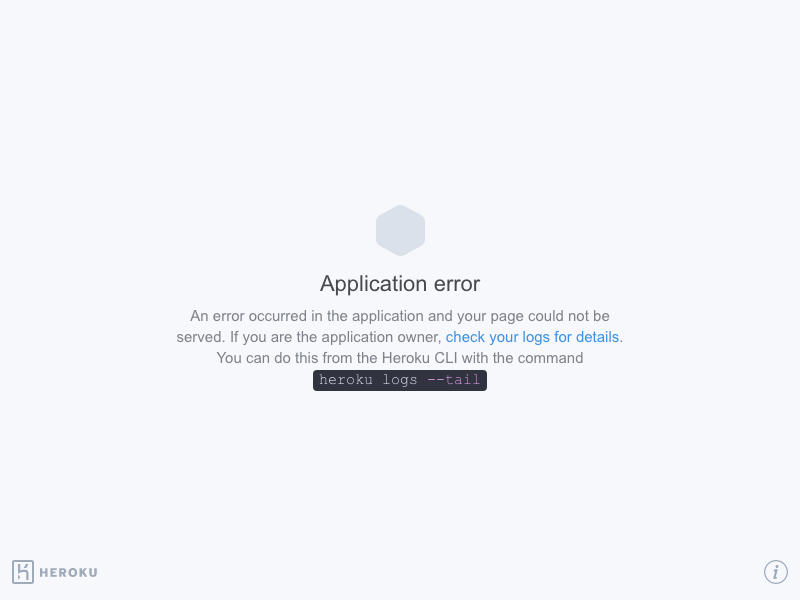 Application error
An error occurred in the application and your page could not be
served. If you are the application owner, check your logs for details.
You can do this from the Heroku CLI with the command
heroku logs --tail
HEROKU
i